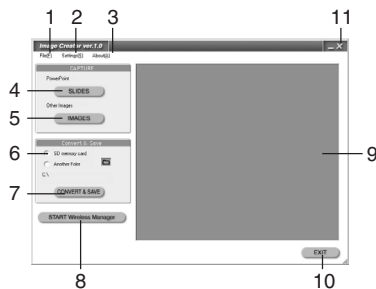 1 2 3 11
Image Creator ver.1.0
File(F) Settings(S) About(A)
CAPTURE
PowerPoint
4 SLIDES
Other Images
5 IMAGES
Convert & Save
6 SD memory card
Another Folder
C:\
7 CONVERT & SAVE
9
START Wireless Manager
EXIT
8 10